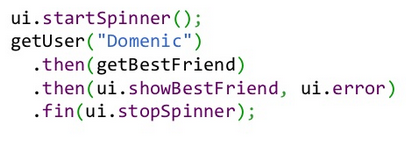 ui.startSpinner();
getUser("Domenic")
  .then(getBestFriend)
  .then(ui.showBestFriend, ui.error)
  .fin(ui.stopSpinner);